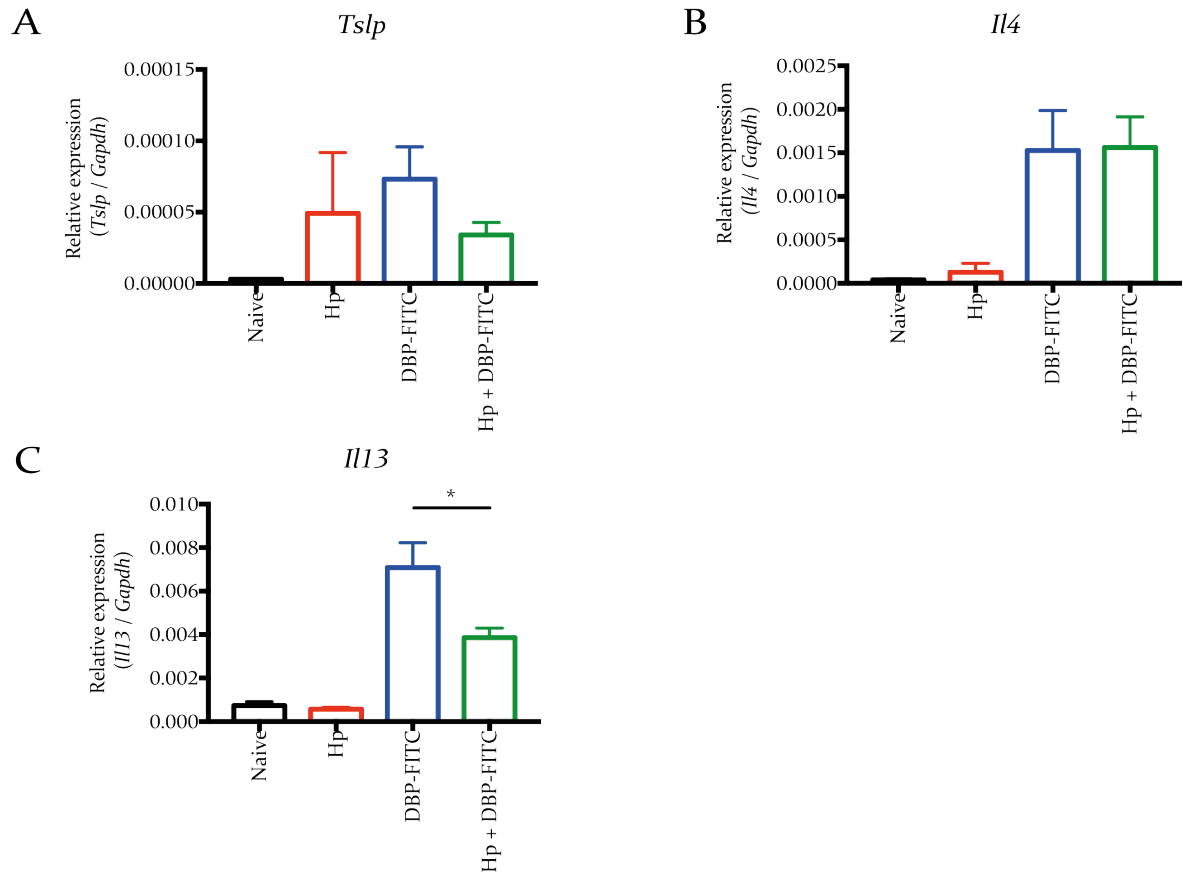 A
Tslp
Relative expression
(Tslp / Gapdh)
0.00015
0.00010
0.00005
0.00000
Naive
Hp
DBP-FITC
Hp + DBP-FITC
B
Il4
Relative expression
(Il4 / Gapdh)
0.0025
0.0020
0.0015
0.0010
0.0005
0.0000
Naive
Hp
DBP-FITC
Hp + DBP-FITC
C
Il13
Relative expression
(Il13 / Gapdh)
0.010
0.008
0.006
0.004
0.002
0.000
*
Naive
Hp
DBP-FITC
Hp + DBP-FITC